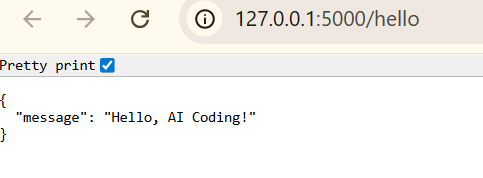 127.0.0.1:5000/hello
Pretty print
{
  "message": "Hello, AI Coding!"
}